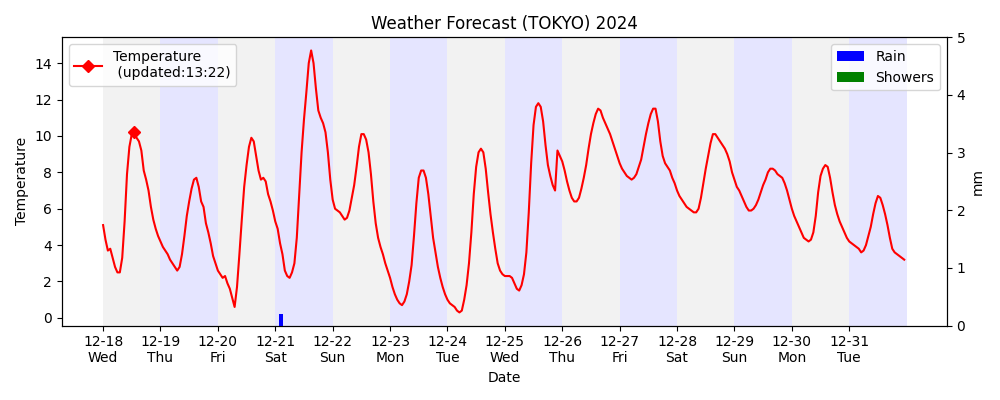 Weather Forecast (TOKYO) 2024
Temperature
(updated:13:22)
Rain
Showers
Temperature
14
12
10
8
6
4
2
0
5
4
3
2
1
0
mm
12-18 12-19 12-20 12-21 12-22 12-23 12-24 12-25 12-26 12-27 12-28 12-29 12-30 12-31
Wed Thu Fri Sat Sun Mon Tue Wed Thu Fri Sat Sun Mon Tue
Date